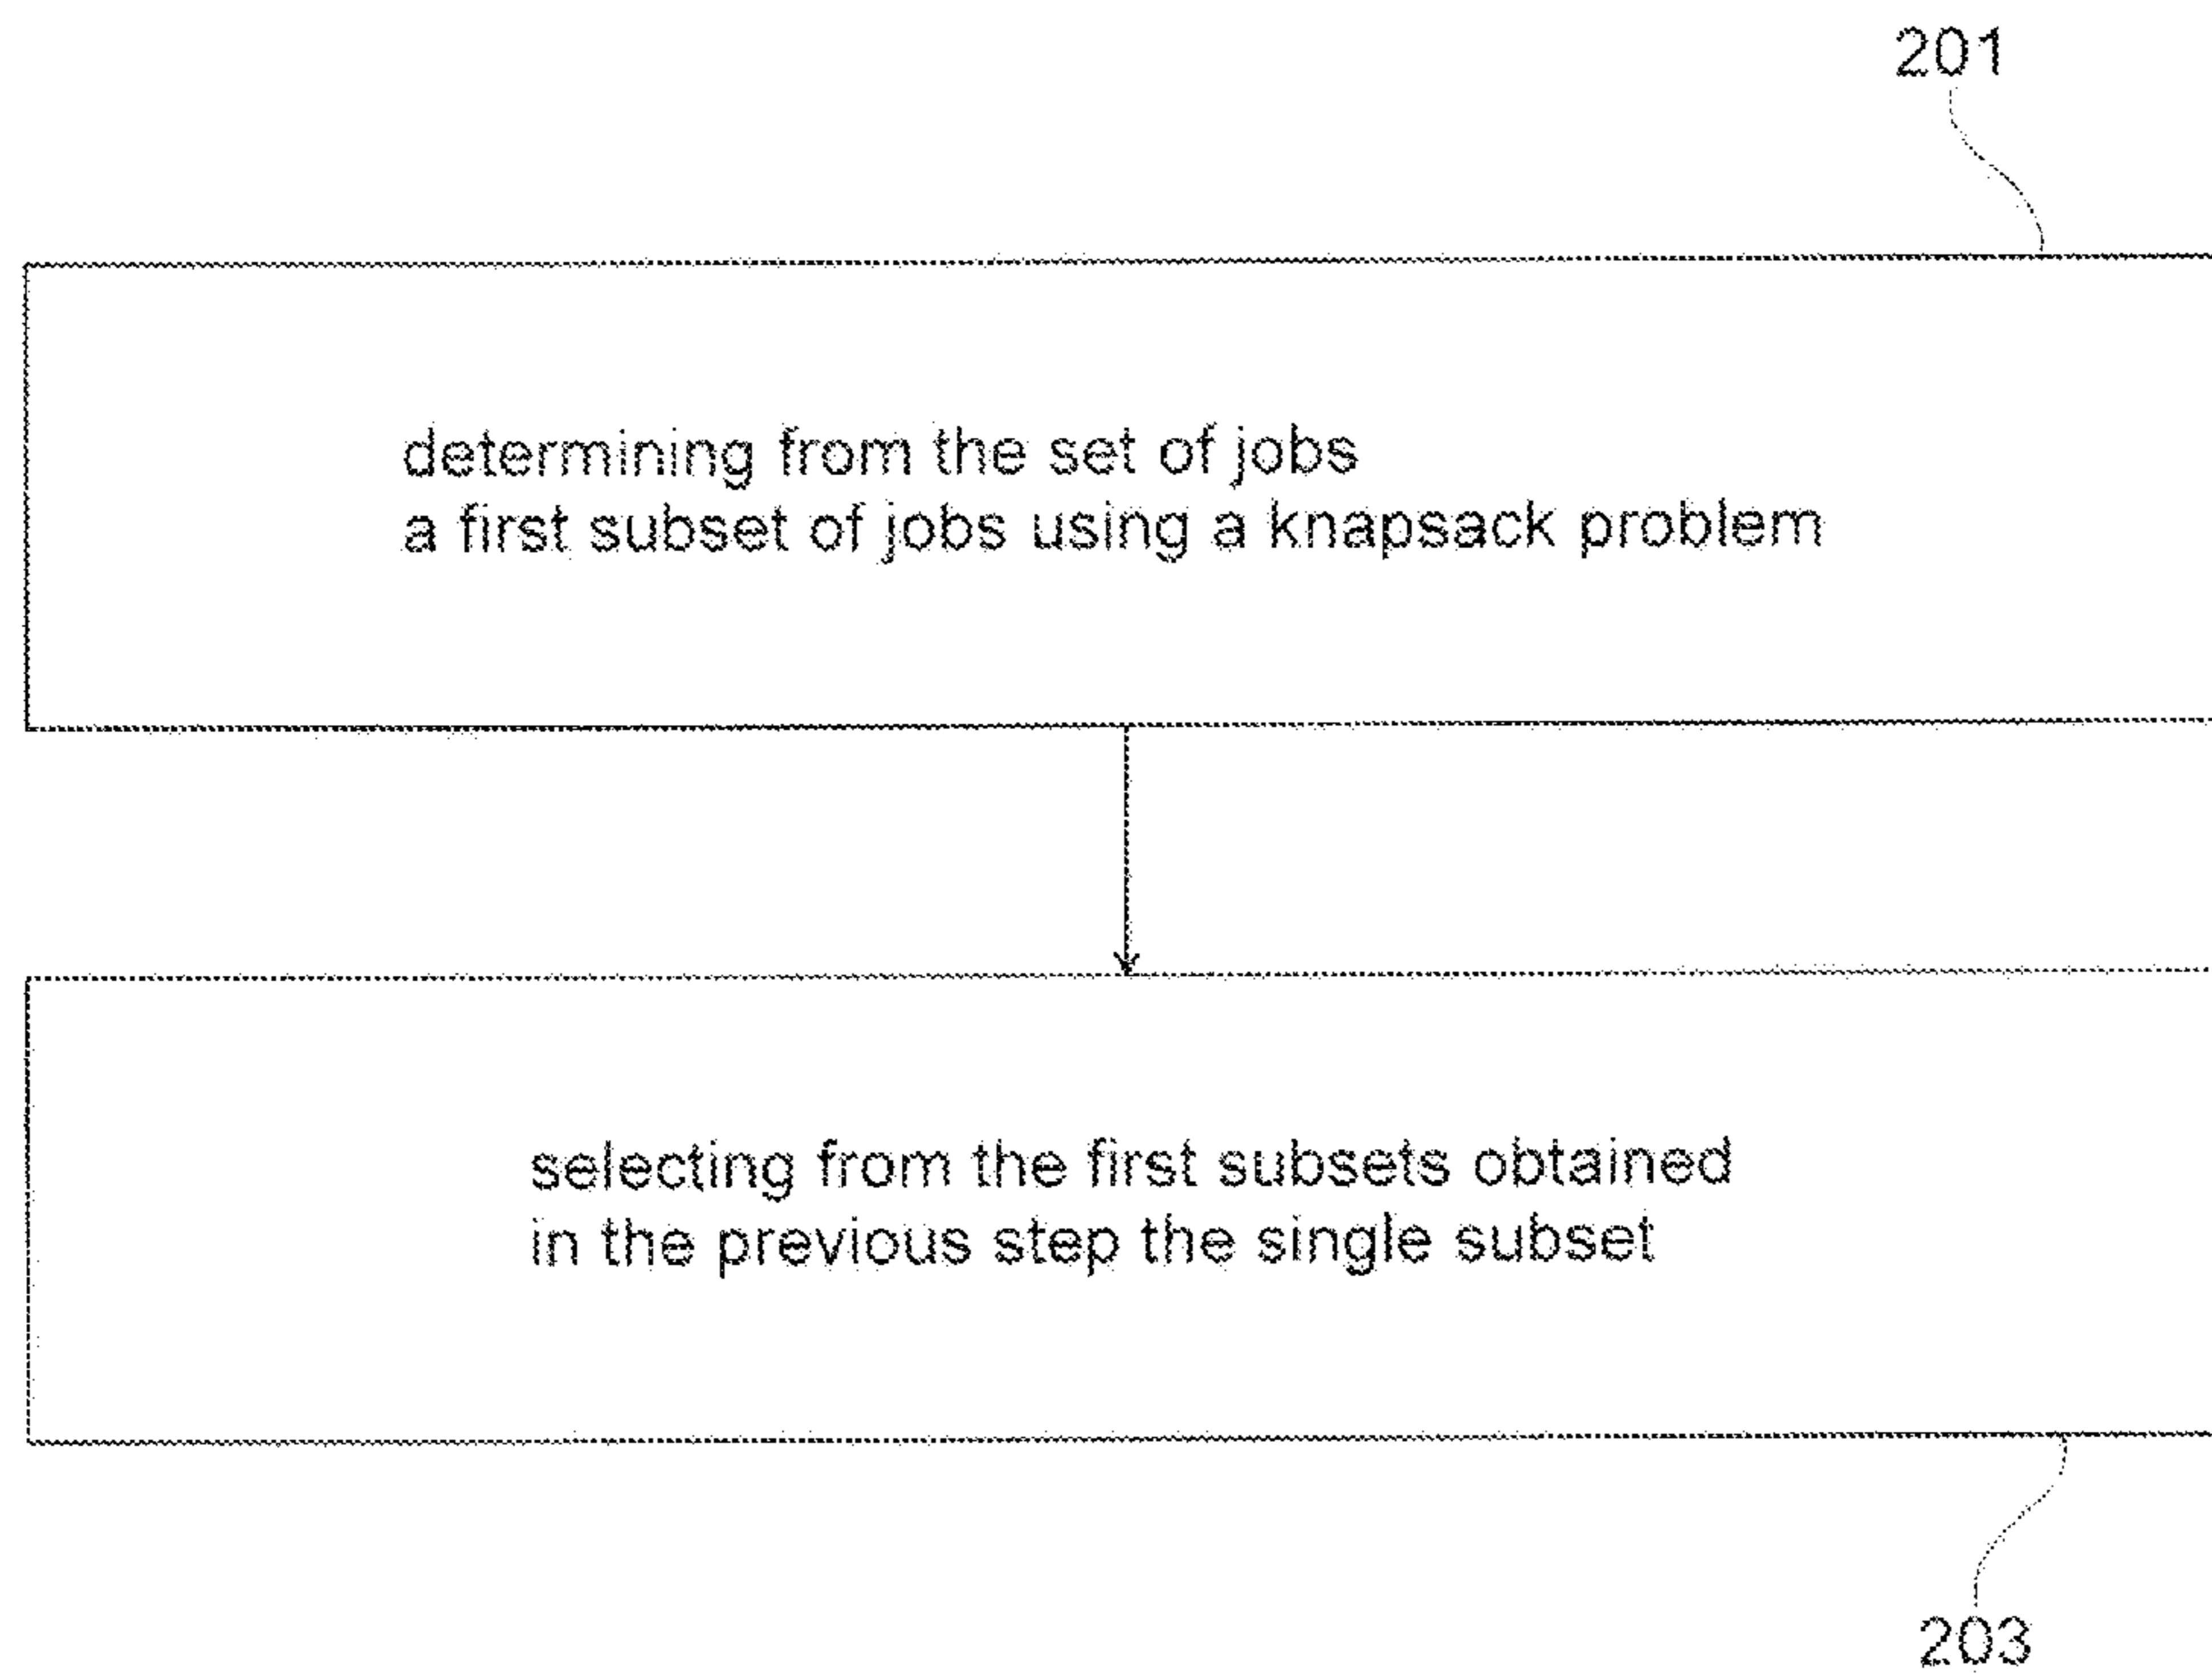 201
determining from the set of jobs
a first subset of jobs using a knapsack problem
selecting from the first subsets obtained
in the previous step the single subset
203